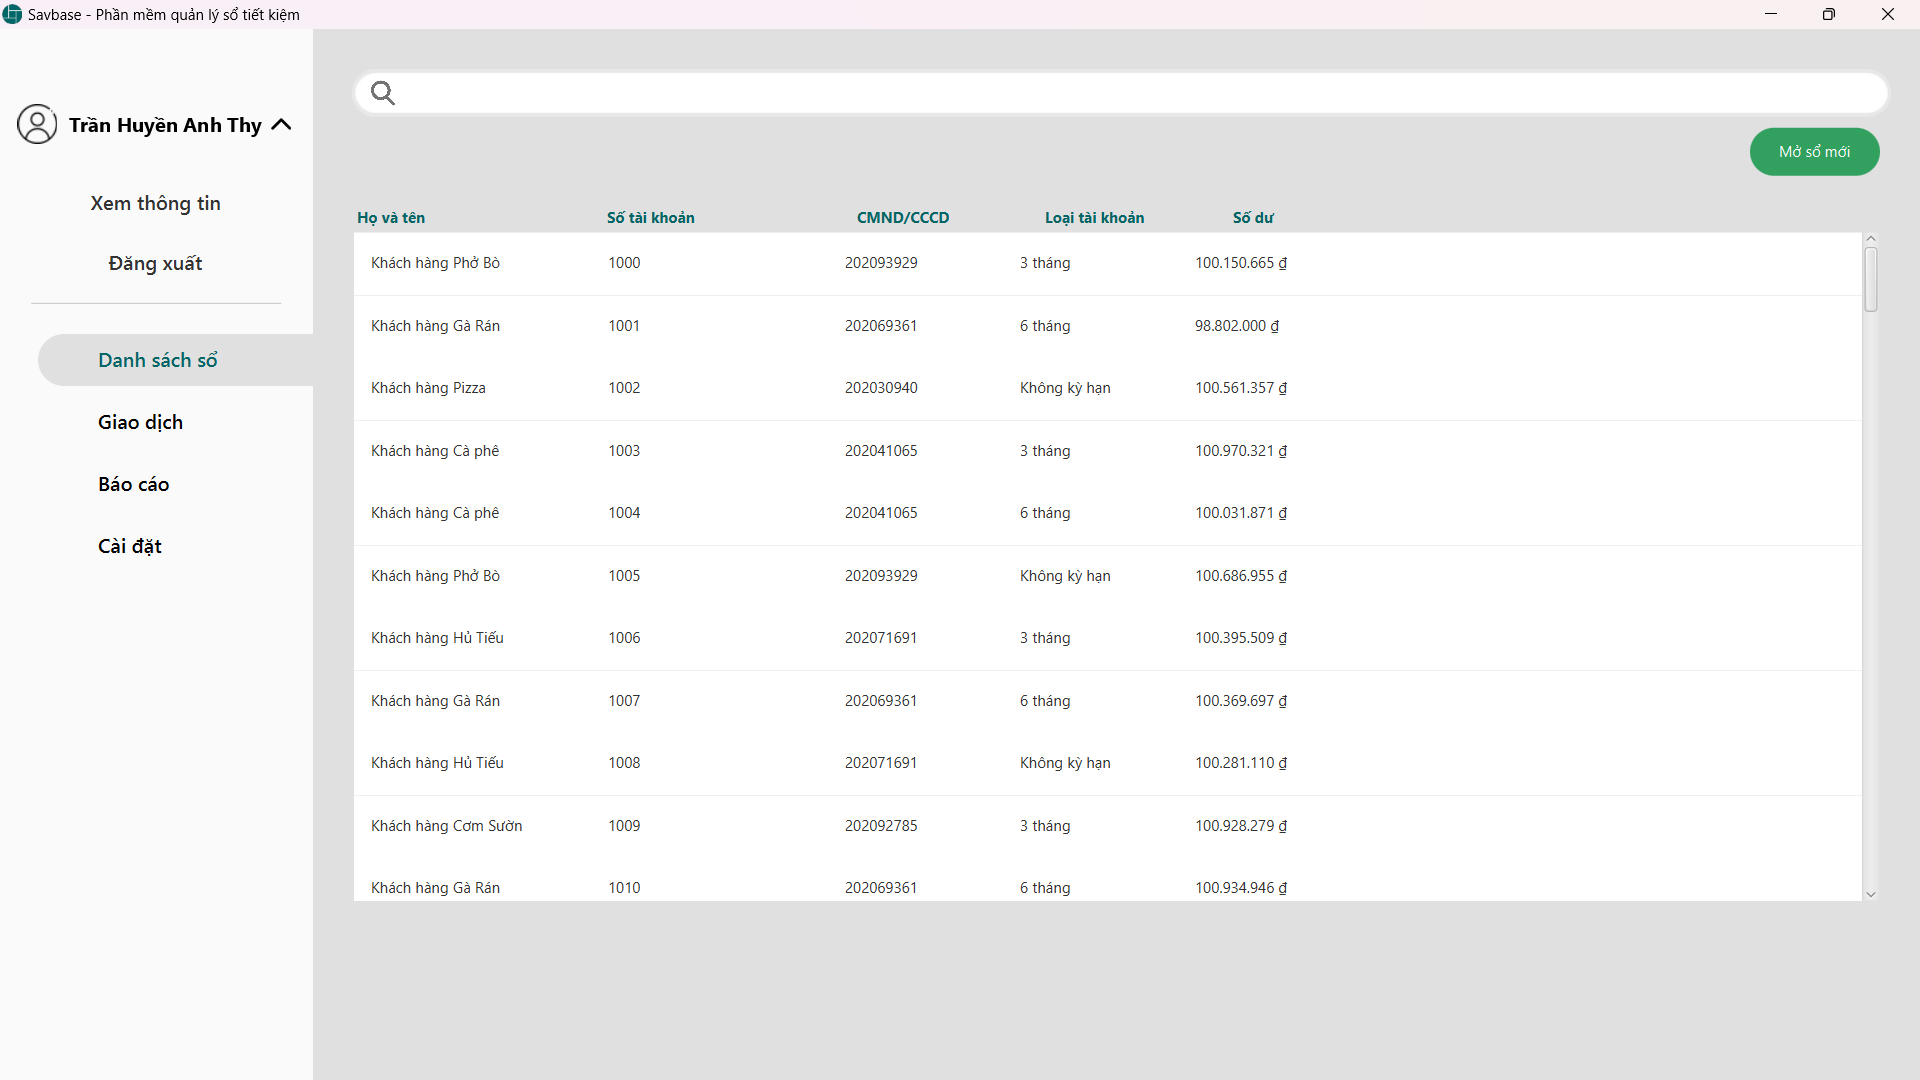 Savbase - Phần mềm quản lý sổ tiết kiệm
Trần Huyền Anh Thy
Xem thông tin
Đăng xuất
Danh sách sổ
Giao dịch
Báo cáo
Cài đặt
Mở sổ mới
Họ và tên Số tài khoản CMND/CCCD Loại tài khoản Số dư
Khách hàng Phở Bò 1000 202093929 3 tháng 100.150.665 ₫
Khách hàng Gà Rán 1001 202069361 6 tháng 98.802.000 ₫
Khách hàng Pizza 1002 202030940 Không kỳ hạn 100.561.357 ₫
Khách hàng Cà phê 1003 202041065 3 tháng 100.970.321 ₫
Khách hàng Cà phê 1004 202041065 6 tháng 100.031.871 ₫
Khách hàng Phở Bò 1005 202093929 Không kỳ hạn 100.686.955 ₫
Khách hàng Hủ Tiếu 1006 202071691 3 tháng 100.395.509 ₫
Khách hàng Gà Rán 1007 202069361 6 tháng 100.369.697 ₫
Khách hàng Hủ Tiếu 1008 202071691 Không kỳ hạn 100.281.110 ₫
Khách hàng Cơm Sườn 1009 202092785 3 tháng 100.928.279 ₫
Khách hàng Gà Rán 1010 202069361 6 tháng 100.934.946 ₫